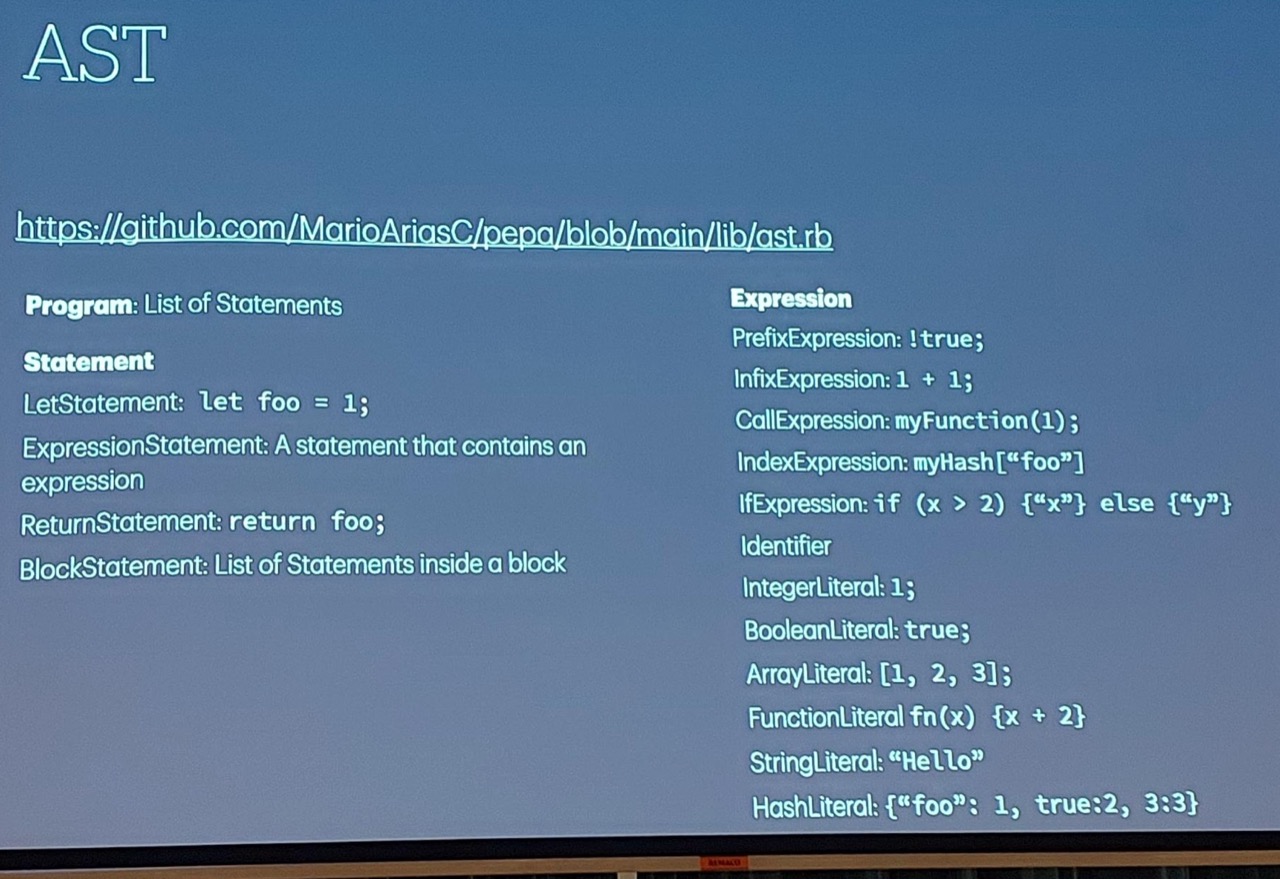 AST
https://github.com/MarioAriasC/pepa/blob/main/lib/ast.rb
Program: List of Statements
Statement
LetStatement: let foo = 1;
ExpressionStatement: A statement that contains an
expression
ReturnStatement: return foo;
BlockStatement: List of Statements inside a block
Expression
PrefixExpression: !true;
InfixExpression: 1 + 1;
CallExpression: myFunction(1);
IndexExpression: myHash[“foo”]
IfExpression: if (x > 2) {“x”} else {“y”}
Identifier
IntegerLiteral: 1;
BooleanLiteral: true;
ArrayLiteral: [1, 2, 3];
FunctionLiteral fn(x) {x + 2}
StringLiteral: “Hello”
HashLiteral: {“foo”: 1, true:2, 3:3}